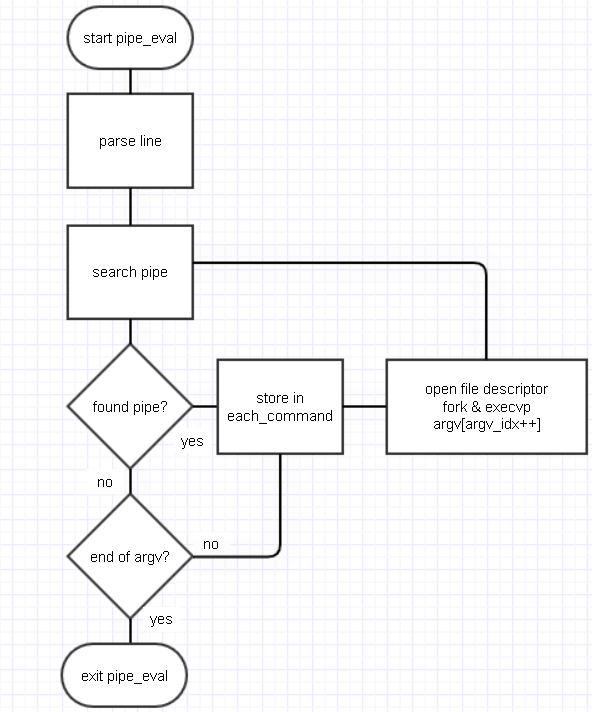 start pipe_eval
parse line
search pipe
found pipe?
yes
store in
each_command
open file descriptor
fork & execvp
argv[argv_idx++]
no
end of argv?
no
yes
exit pipe_eval